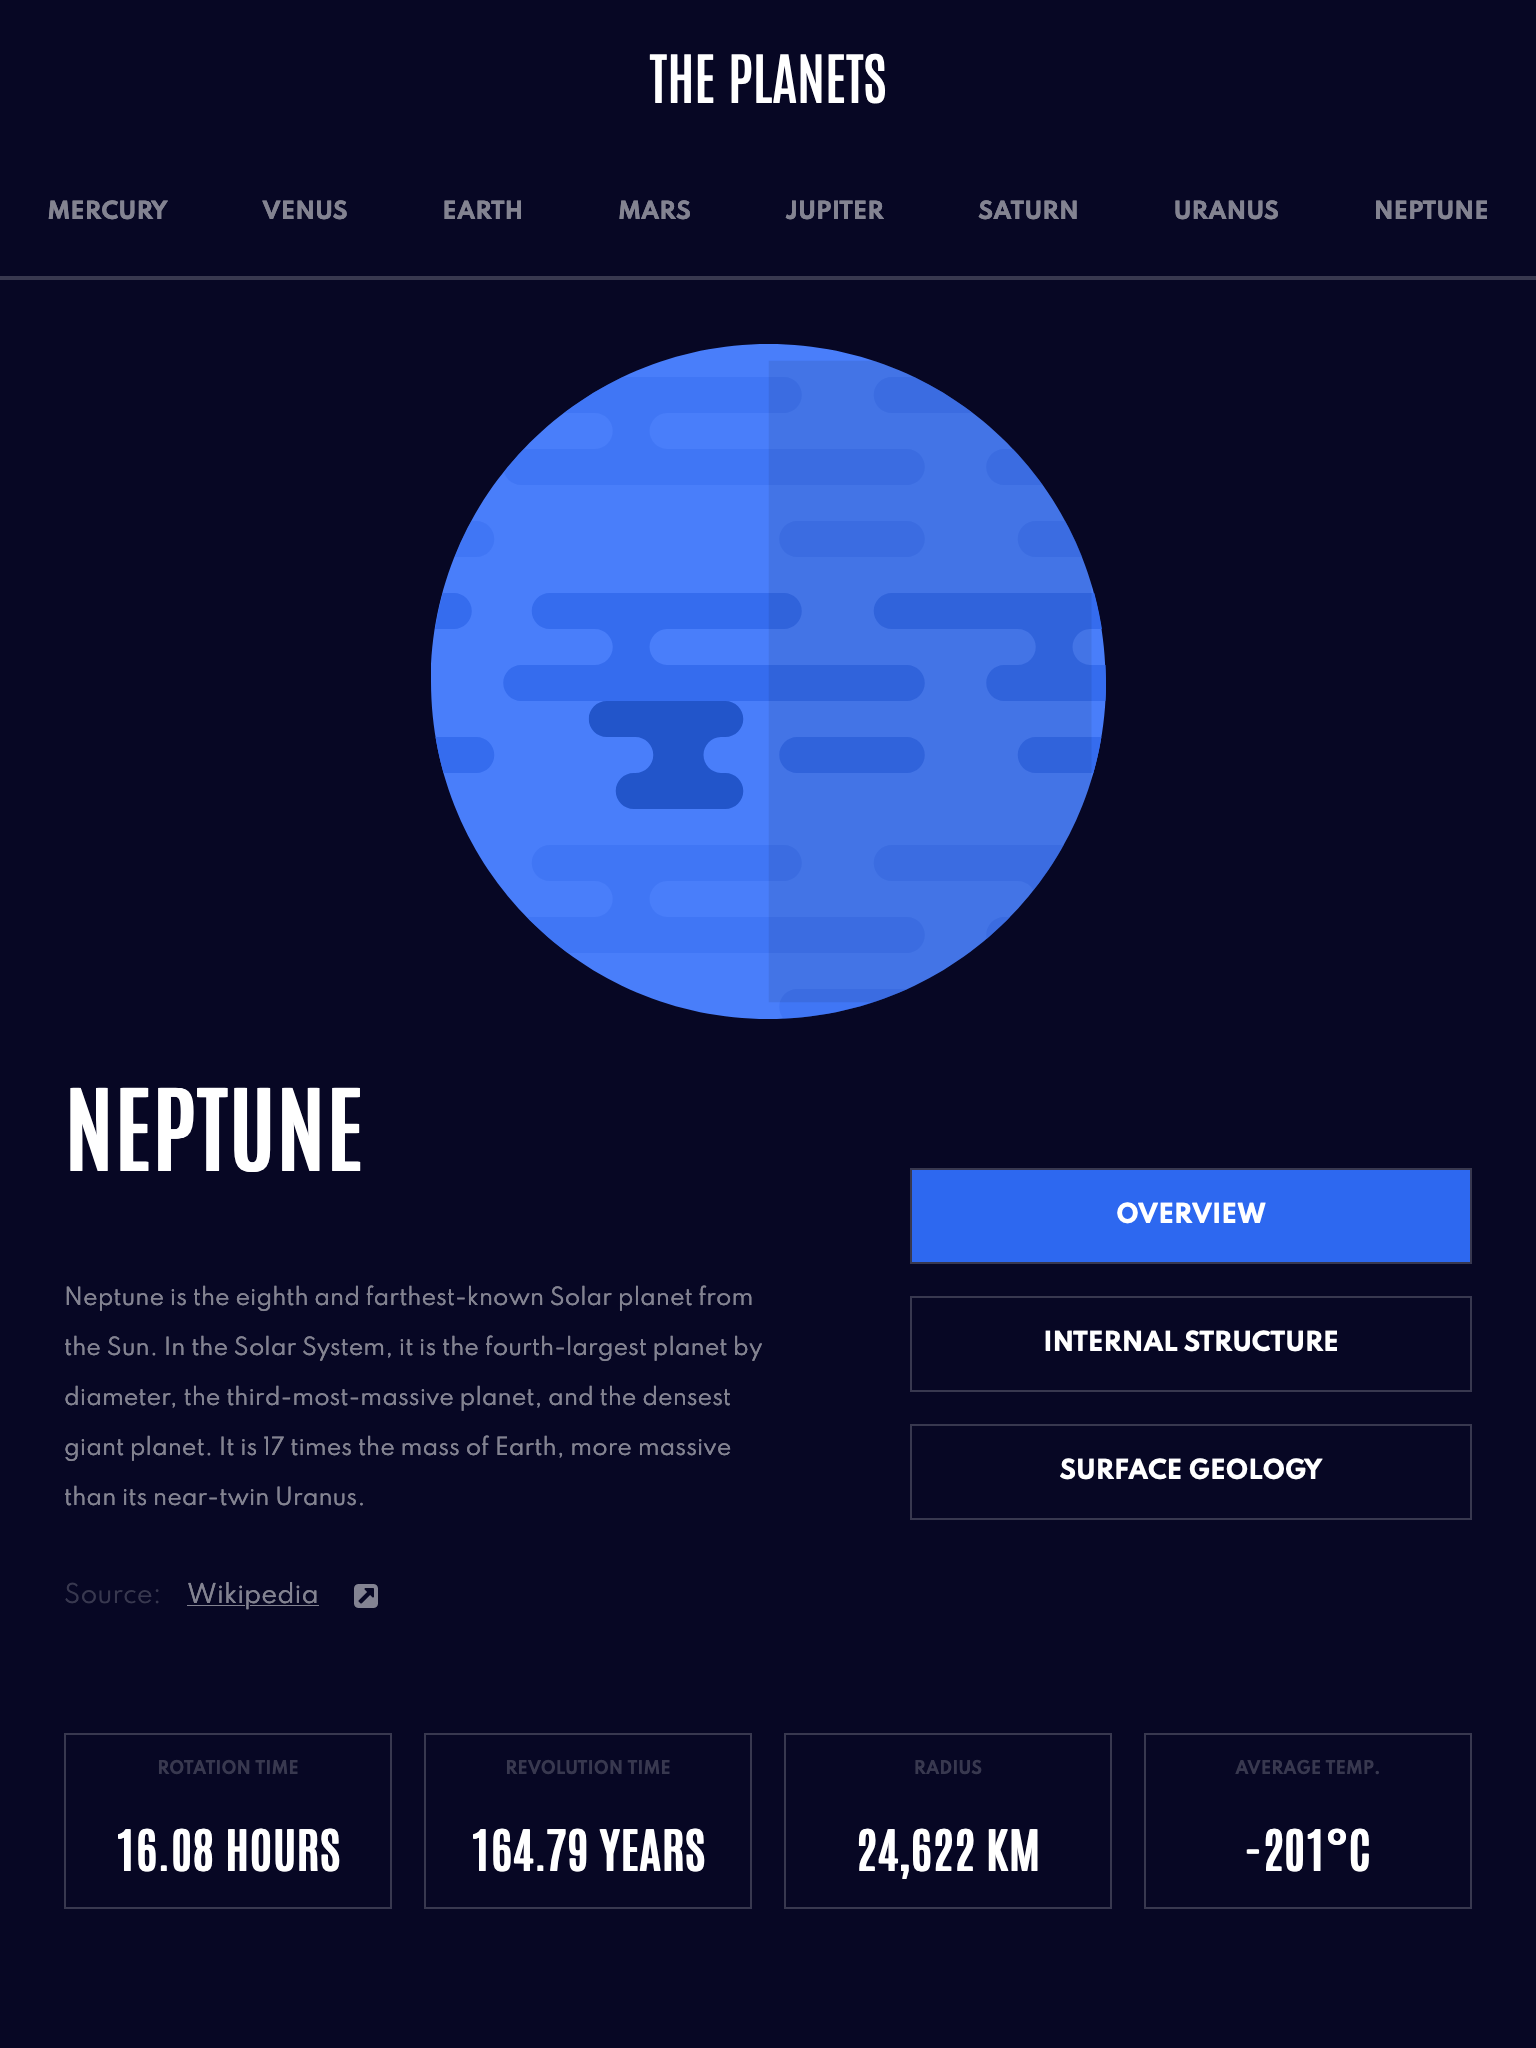 THE PLANETS
MERCURY VENUS EARTH MARS JUPITER SATURN URANUS NEPTUNE
NEPTUNE
Neptune is the eighth and farthest-known Solar planet from
the Sun. In the Solar System, it is the fourth-largest planet by
diameter, the third-most-massive planet, and the densest
giant planet. It is 17 times the mass of Earth, more massive
than its near-twin Uranus.
Source: Wikipedia
OVERVIEW
INTERNAL STRUCTURE
SURFACE GEOLOGY
ROTATION TIME
16.08 HOURS
REVOLUTION TIME
164.79 YEARS
RADIUS
24,622 KM
AVERAGE TEMP.
-201°C